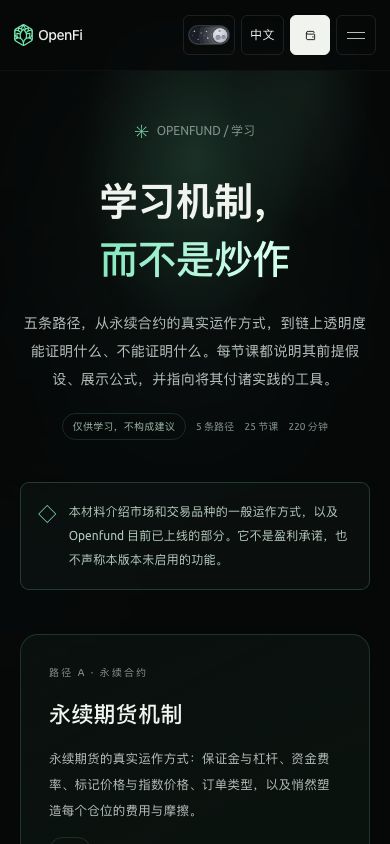 OpenFi
中文
OPENFUND / 学习
学习机制，
而不是炒作
五条路径，从永续合约的真实运作方式，到链上透明度
能证明什么、不能证明什么。每节课都说明其前提假
设、展示公式，并指向将其付诸实践的工具。
仅供学习，不构成建议 5 条路径 25 节课 220 分钟
本材料介绍市场和交易品种的一般运作方式，以及
Openfund 目前已上线的部分。它不是盈利承诺，也
不声称本版本未启用的功能。
路径 A · 永续合约
永续期货机制
永续期货的真实运作方式：保证金与杠杆、资金费
率、标记价格与指数价格、订单类型，以及悄然塑
造每个仓位的费用与摩擦。